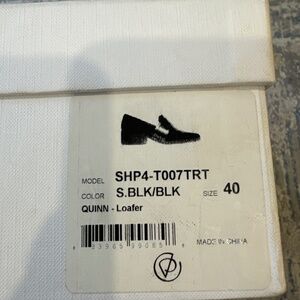 MODEL SHP4-T007TRT
COLOR S.BLK/BLK SIZE 40
QUINN - Loafer
MADE IN CHINA